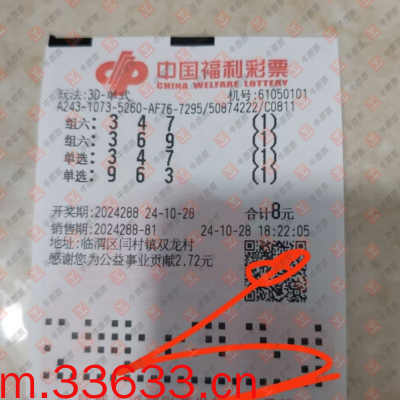 中国福利彩票
CHINA WELFARE LOTTERY
玩法:3D-单式 机号:61050101
A243-1073-5260-AF76-7295/50874222/C0811
组六: 3 4 7 (1)
组六: 3 6 9 (1)
单选: 3 4 7 (1)
单选: 9 6 3 (1)
开奖期:2024288 24-10-28 合计8元
销售期:2024288-81 24-10-28 18:22:05
地址:临渭区闫村镇双龙村
感谢您为公益事业贡献2.72元
m.33633.cn